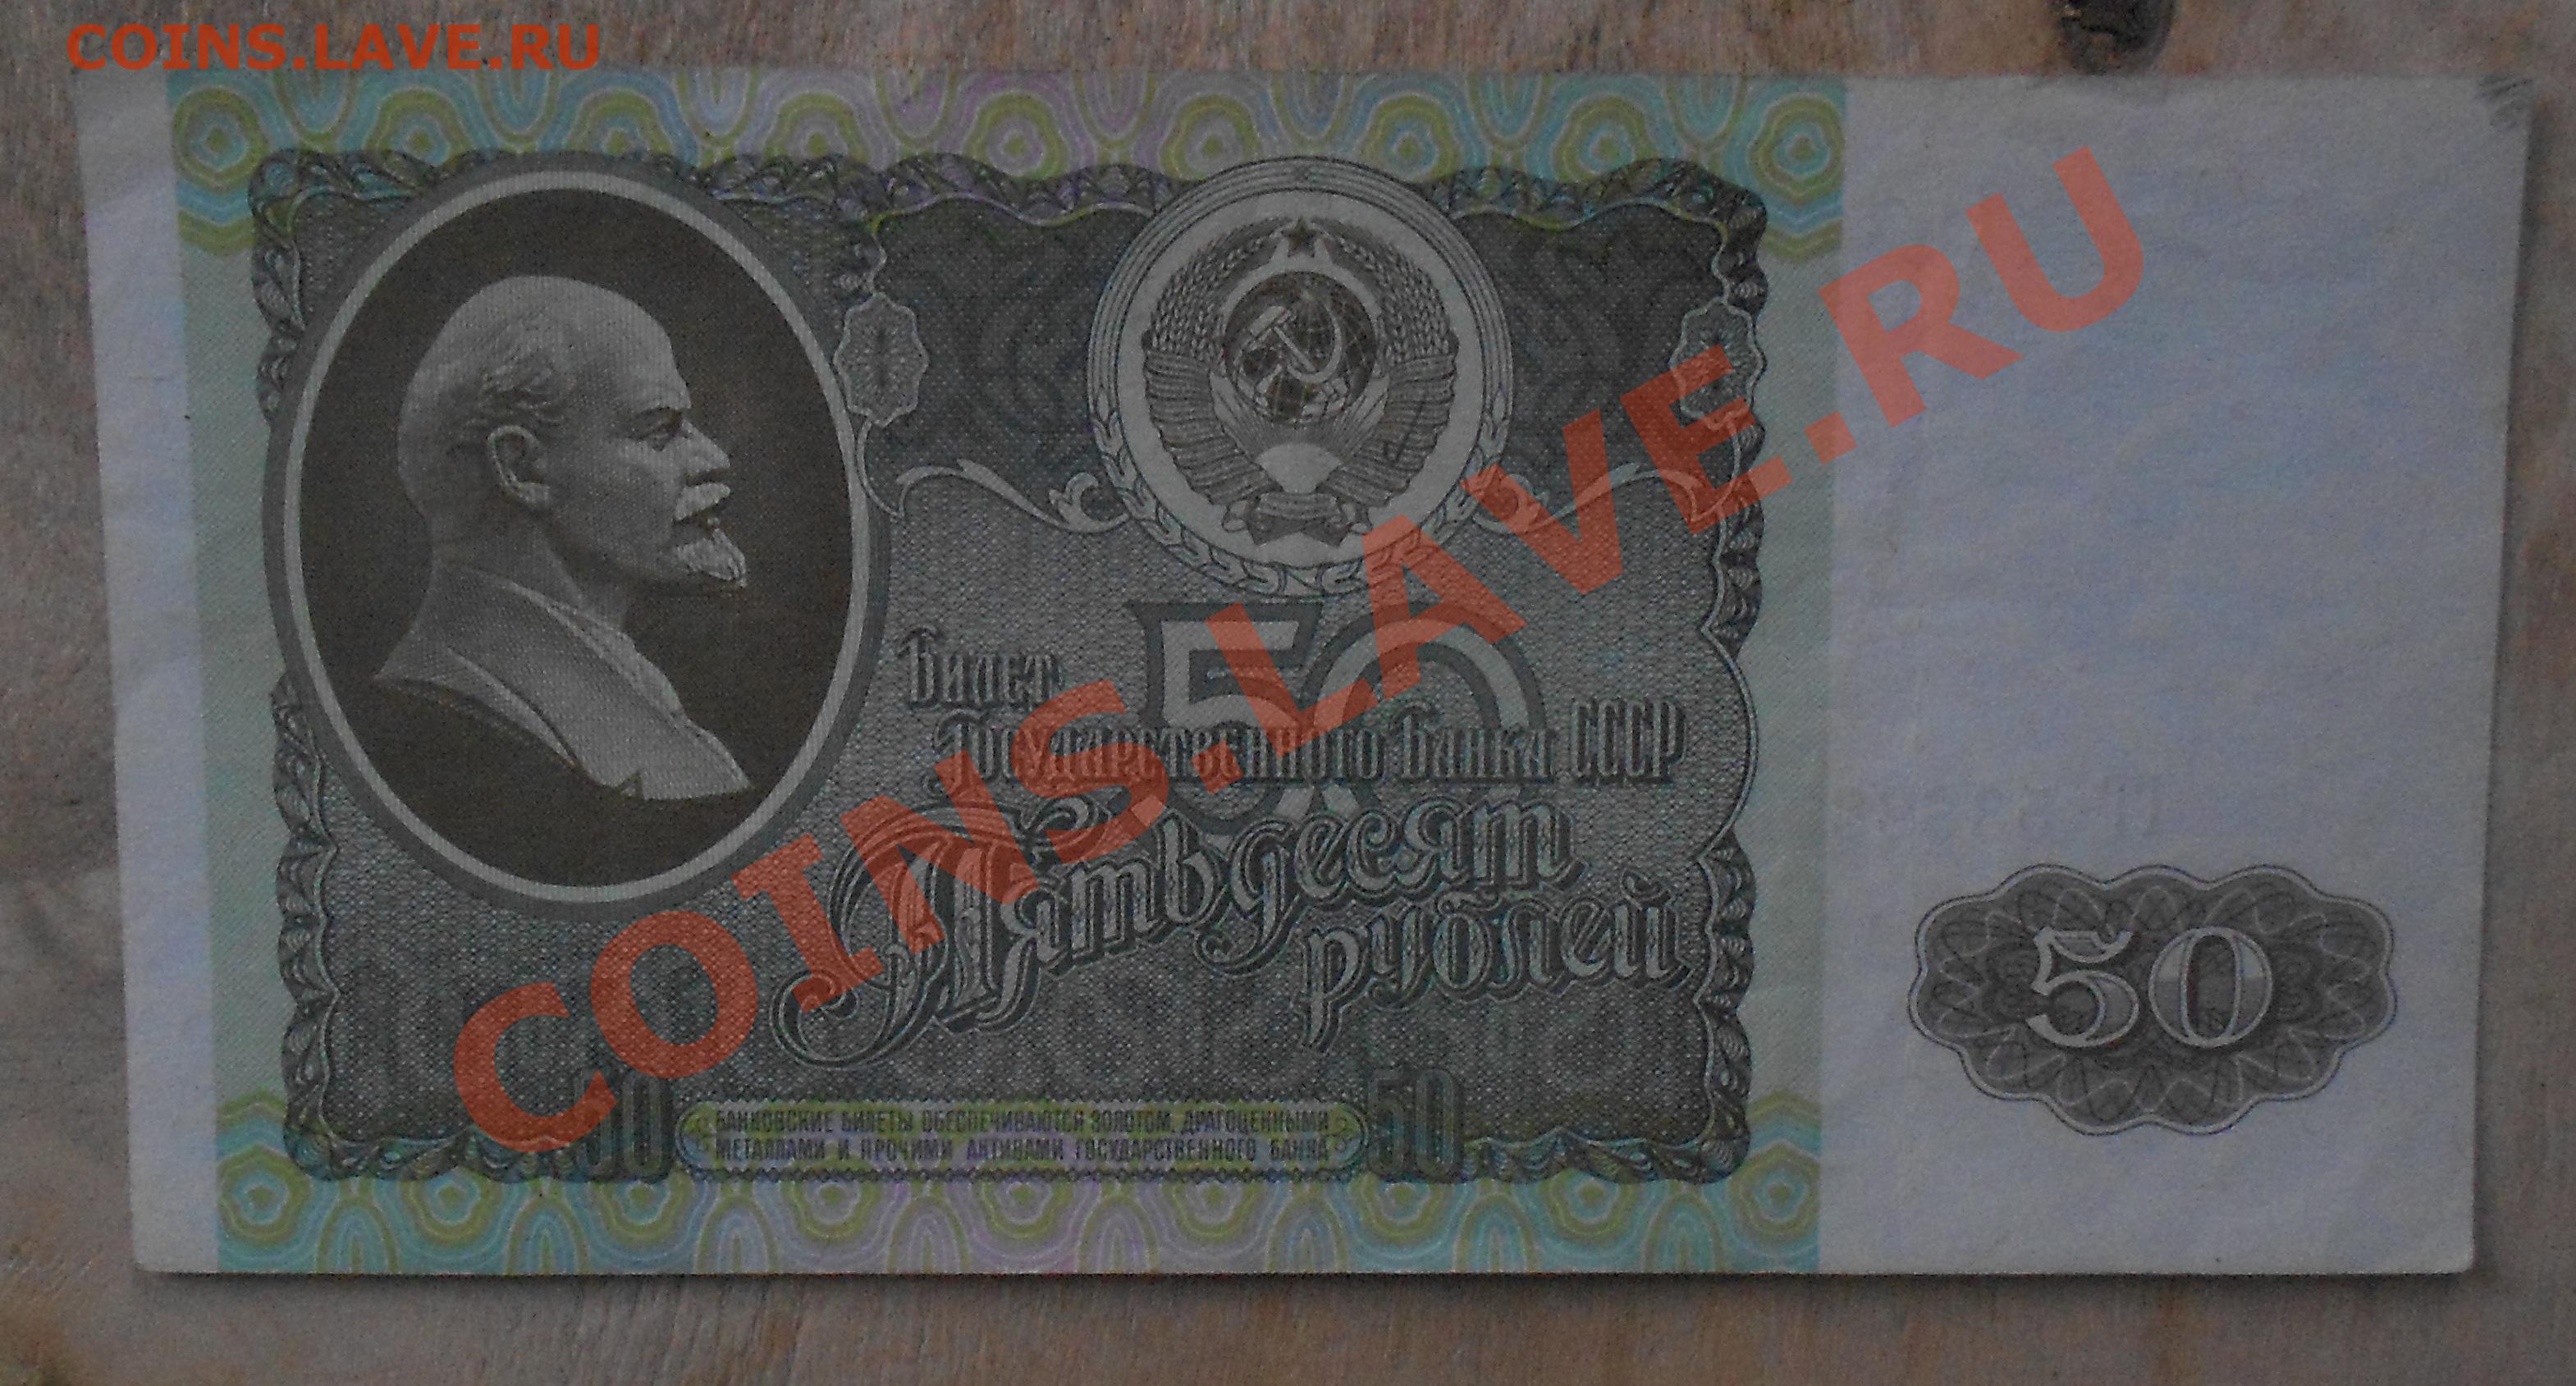 COINS.LAVE.RU
50
Билет
Государственного Банка СССР
Пятьдесят
рублей
50
50
БАНКОВСКИЕ БИЛЕТЫ ОБЕСПЕЧИВАЮТСЯ ЗОЛОТОМ, ДРАГОЦЕННЫМИ
МЕТАЛЛАМИ И ПРОЧИМИ АКТИВАМИ ГОСУДАРСТВЕННОГО БАНКА
50
COINS.LAVE.RU